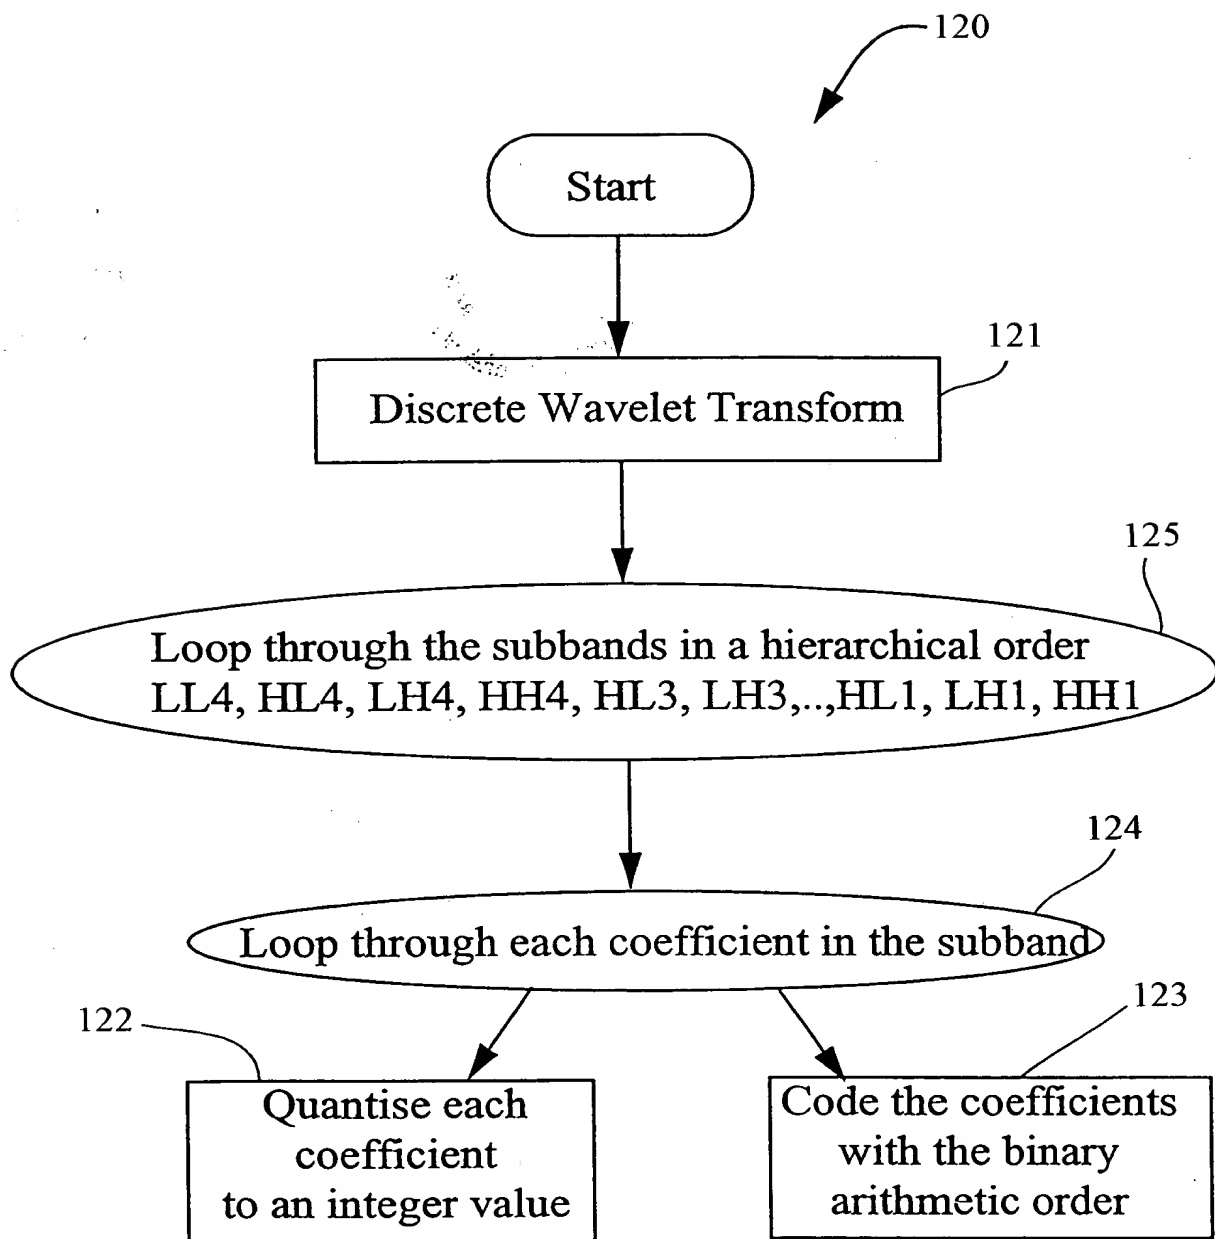 120
Start
121
Discrete Wavelet Transform
125
Loop through the subbands in a hierarchical order
LL4, HL4, LH4, HH4, HL3, LH3,..,HL1, LH1, HH1
124
Loop through each coefficient in the subband
122
123
Quantise each
coefficient
to an integer value
Code the coefficients
with the binary
arithmetic order